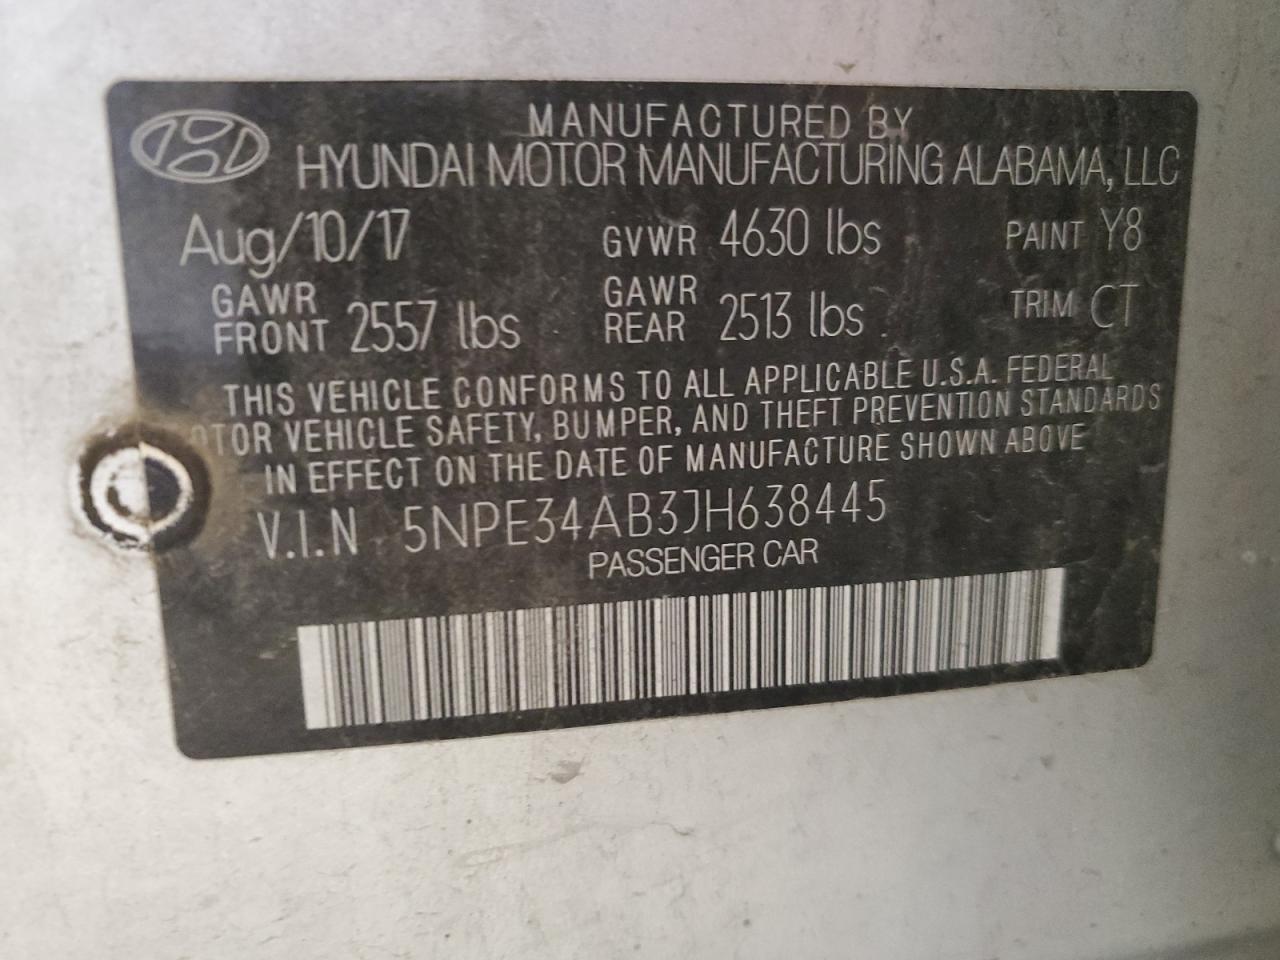 MANUFACTURED BY
HYUNDAI MOTOR MANUFACTURING ALABAMA, LLC
Aug/10/17 GVWR 4630 lbs PAINT Y8
GAWR FRONT 2557 lbs GAWR REAR 2513 lbs TRIM CT
THIS VEHICLE CONFORMS TO ALL APPLICABLE U.S.A. FEDERAL
OTOR VEHICLE SAFETY, BUMPER, AND THEFT PREVENTION STANDARDS
IN EFFECT ON THE DATE OF MANUFACTURE SHOWN ABOVE
V.I.N 5NPE34AB3JH638445
PASSENGER CAR